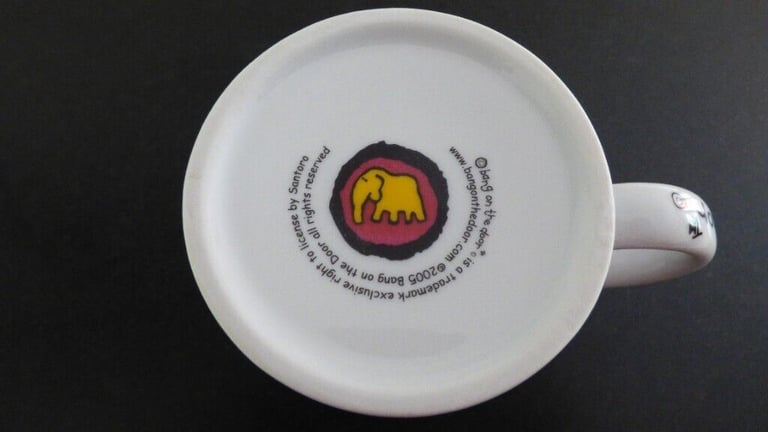 © bang on the door® is a trademark exclusive right to license by Santoro
www.bangonthedoor.com ©2005 Bang on the Door all rights reserved